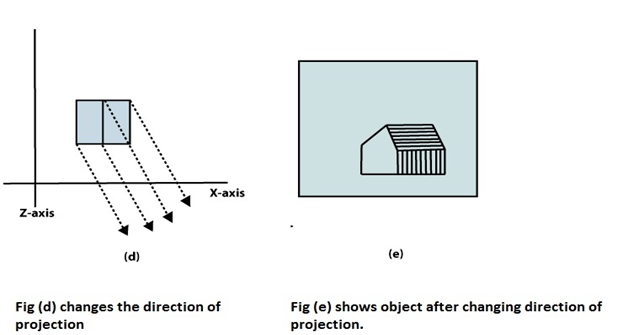 X-axis
Z-axis
(d)
(e)
Fig (d) changes the direction of
projection
Fig (e) shows object after changing direction of
projection.